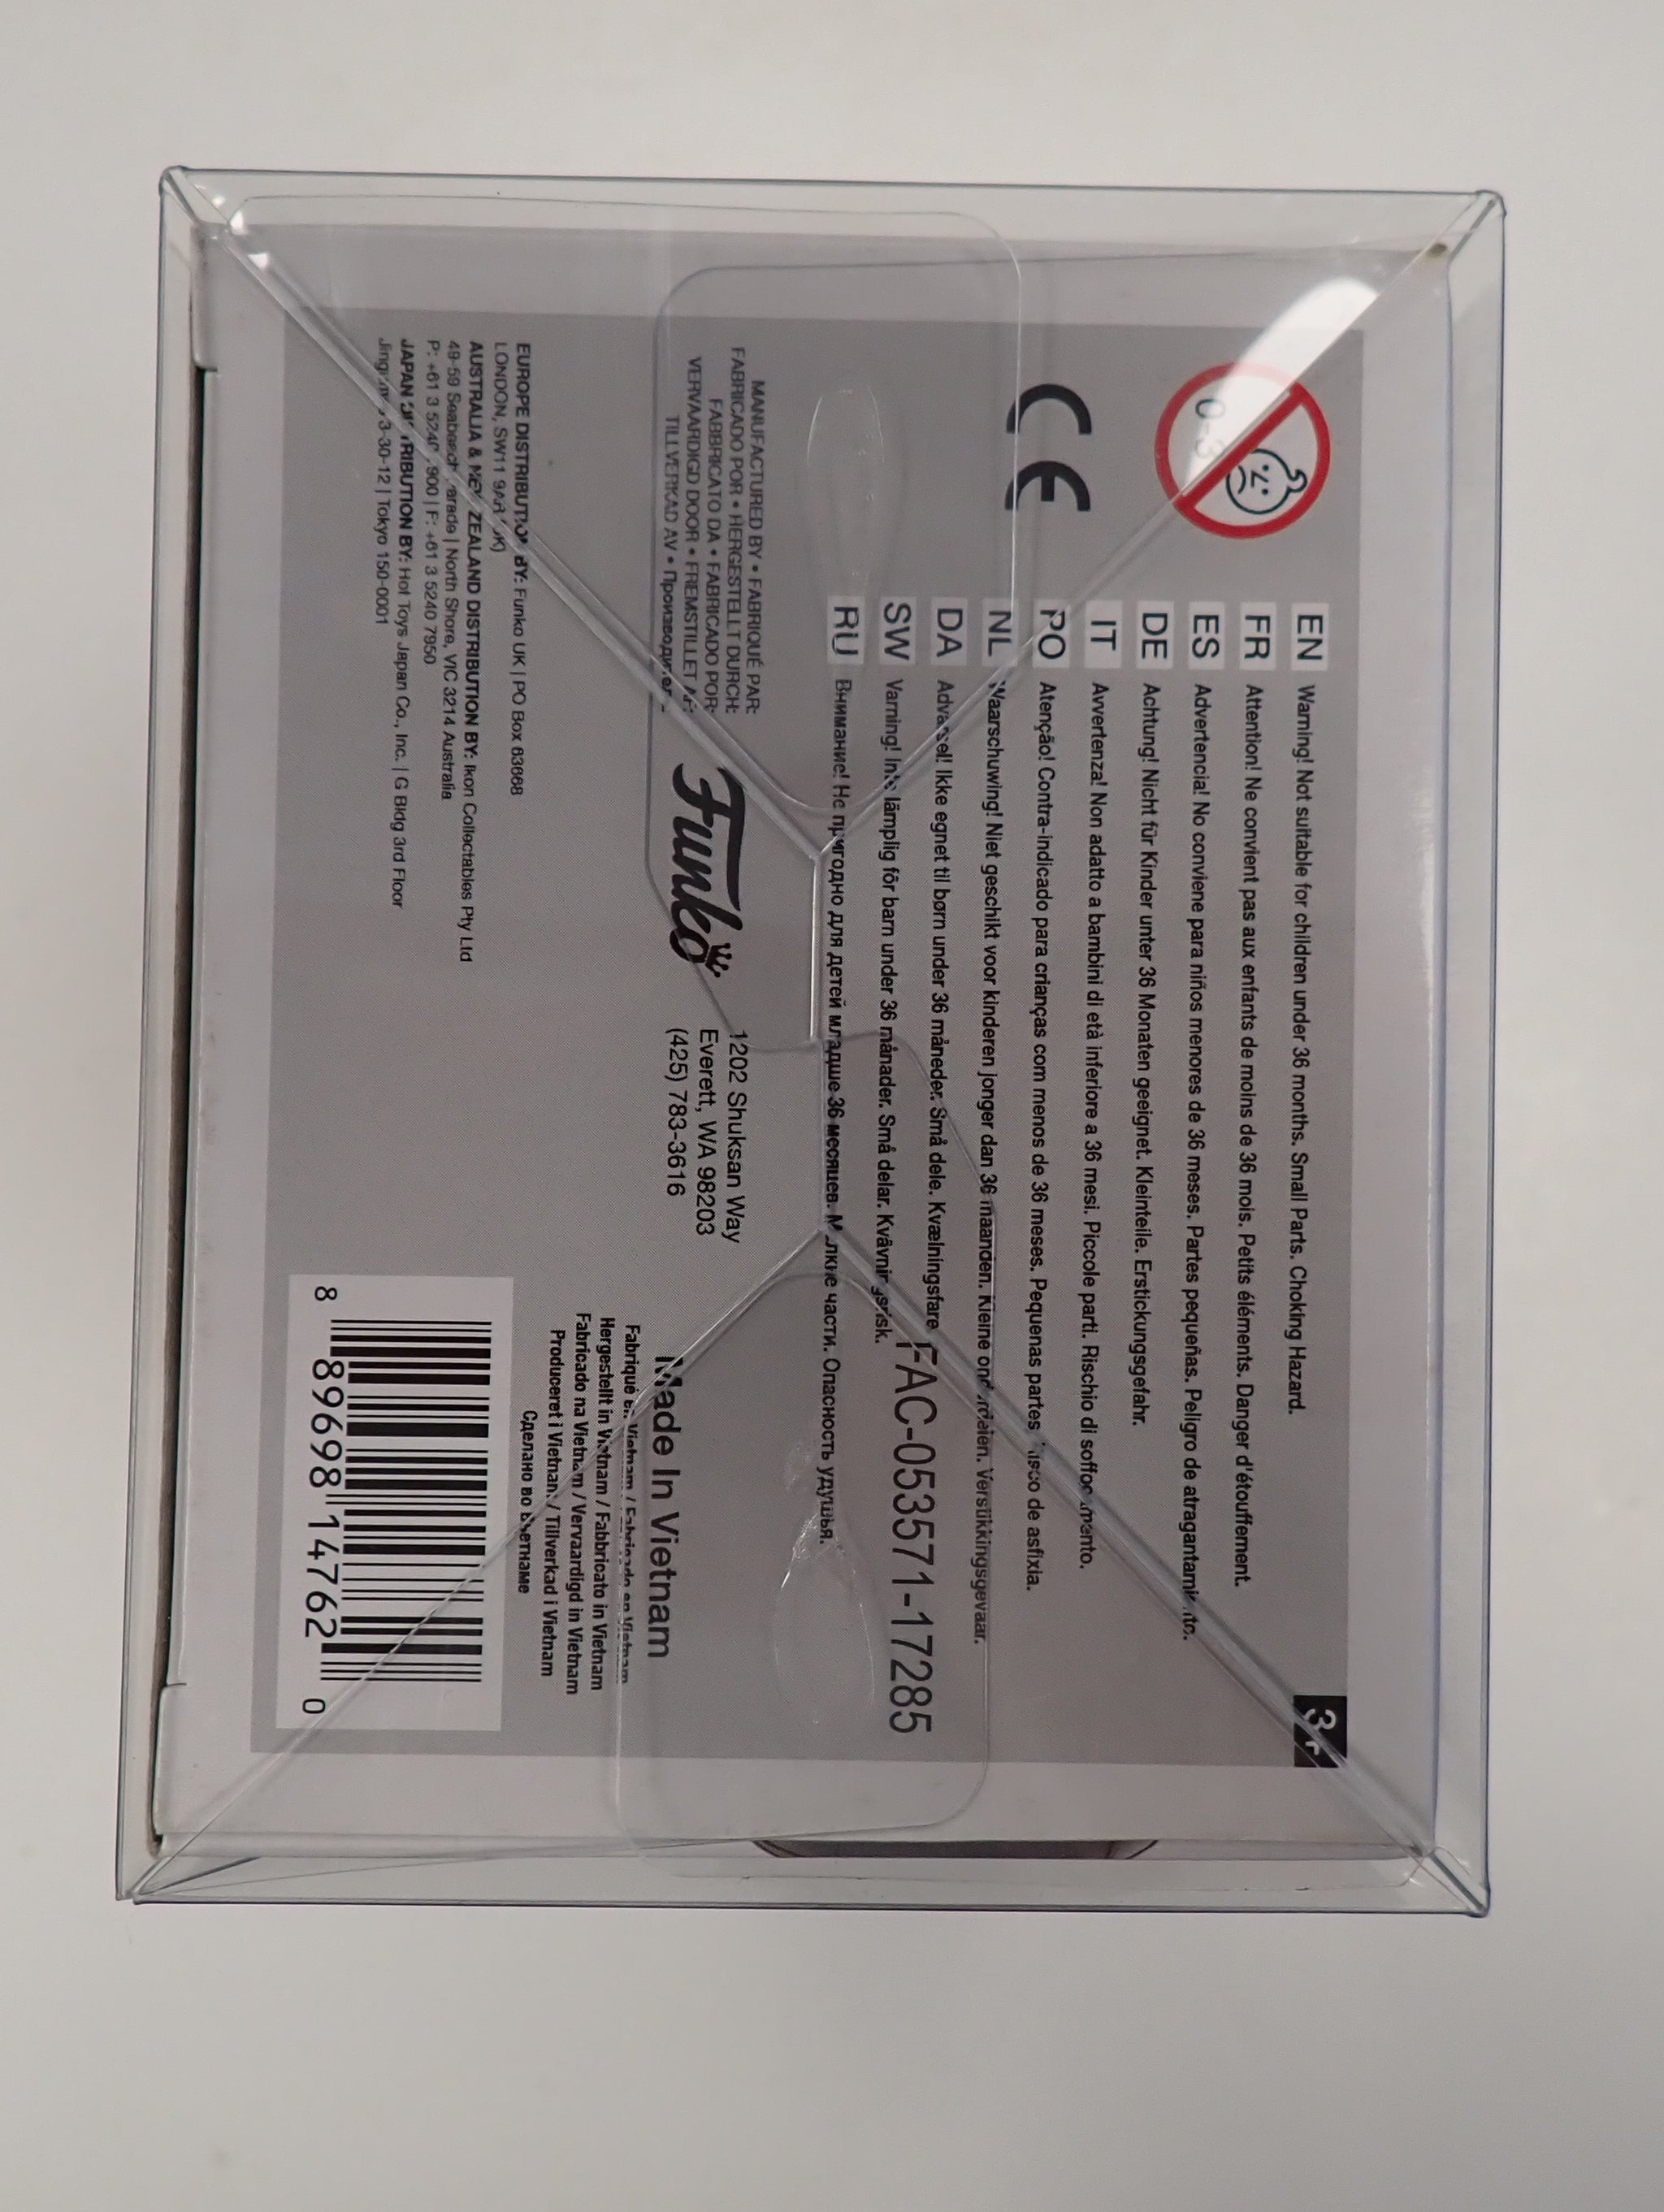 0-3
EN Warning! Not suitable for children under 36 months. Small Parts. Choking Hazard.
FR Attention! Ne convient pas aux enfants de moins de 36 mois. Petits éléments. Danger d'étouffement.
ES Advertencia! No conviene para niños menores de 36 meses. Partes pequeñas. Peligro de atragantamiento.
DE Achtung! Nicht für Kinder unter 36 Monaten geeignet. Kleinteile. Erstickungsgefahr.
IT Avvertenza! Non adatto a bambini di età inferiore a 36 mesi. Piccole parti. Rischio di soffocamento.
PO Atenção! Contra-indicado para crianças com menos de 36 meses. Pequenas partes Risco de asfixia.
NL Waarschuwing! Niet geschikt voor kinderen jonger dan 36 maanden. Kleine onderdelen. Verstikkingsgevaar.
DA Advarsel! Ikke egnet til børn under 36 måneder. Små dele. Kvælningsfare.
SW Varning! Inte lämplig för barn under 36 månader. Små delar. Kvävningsrisk.
RU Внимание! Не пригодно для детей младше 36 месяцев. Мелкие части. Опасность удушья.
3+
CE
FAC-053571-17285
MANUFACTURED BY • FABRIQUÉ PAR:
FABRICADO POR • HERGESTELLT DURCH:
FABBRICATO DA • FABRICADO POR:
VERVAARDIGD DOOR • FREMSTILLET AF:
TILLVERKAD AV • Производитель
Funko
1202 Shuksan Way
Everett, WA 98203
(425) 783-3616
Made In Vietnam
Fabriqué en Vietnam / Fabricado en Vietnam
Hergestellt in Vietnam / Fabbricato in Vietnam
Fabricado na Vietnam / Vervaardigd in Vietnam
Produceret i Vietnam / Tillverkad i Vietnam
Сделано во Вьетнаме
EUROPE DISTRIBUTION BY: Funko UK | PO Box 63668
LONDON, SW11 9AR (UK)
AUSTRALIA & NEW ZEALAND DISTRIBUTION BY: Ikon Collectables Pty Ltd
49-59 Seabeach Parade | North Shore, VIC 3214 Australia
P: +61 3 5240 7900 | F: +61 3 5240 7950
JAPAN DISTRIBUTION BY: Hot Toys Japan Co., Inc. | G Bldg 3rd Floor
3-30-12 | Tokyo 150-0001
8 89698 14762 0